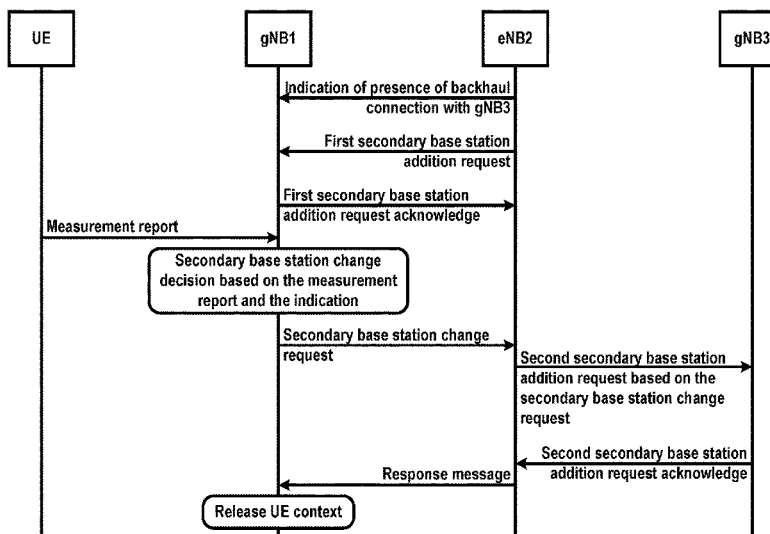 UE
gNB1
eNB2
gNB3
Indication of presence of backhaul
connection with gNB3
First secondary base station
addition request
First secondary base station
addition request acknowledge
Measurement report
Secondary base station change
decision based on the measurement
report and the indication
Secondary base station change
request
Second secondary base station
addition request based on the
secondary base station change
request
Second secondary base station
addition request acknowledge
Response message
Release UE context